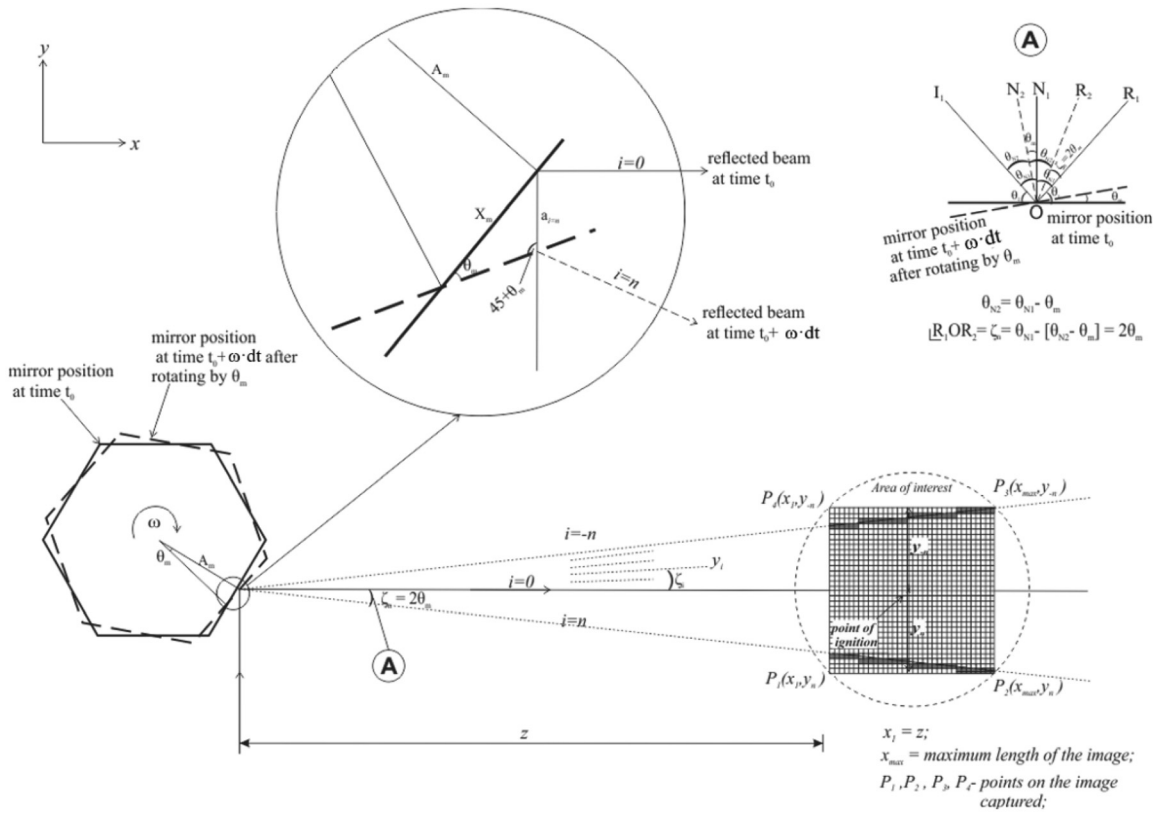 y
x
A_m
i=0
reflected beam
at time t_0
X_m
a_i=n
θ_m
45+θ_m
i=n
reflected beam
at time t_0+ ω·dt
A
I_1
N_2 N_1
R_2
R_1
θ_m
θ_m
O
mirror position
at time t_0+ ω·dt
after rotating by θ_m
mirror position
at time t_0
θ_N2= θ_N1- θ_m
∠R_1OR_2= ζ= θ_N1- [θ_N2- θ_m] = 2θ_m
mirror position
at time t_0
mirror position
at time t_0+ω·dt after
rotating by θ_m
ω
θ_m
A_m
i=-n
y_i
i=0
ζ
ζ = 2θ_m
i=n
A
z
P_4(x_1,y_-n)
Area of interest
P_3(x_max,y_-n)
point of
ignition
P_1(x_1,y_n)
P_2(x_max,y_n)
x_1 = z;
x_max = maximum length of the image;
P_1 ,P_2 , P_3, P_4- points on the image
captured;